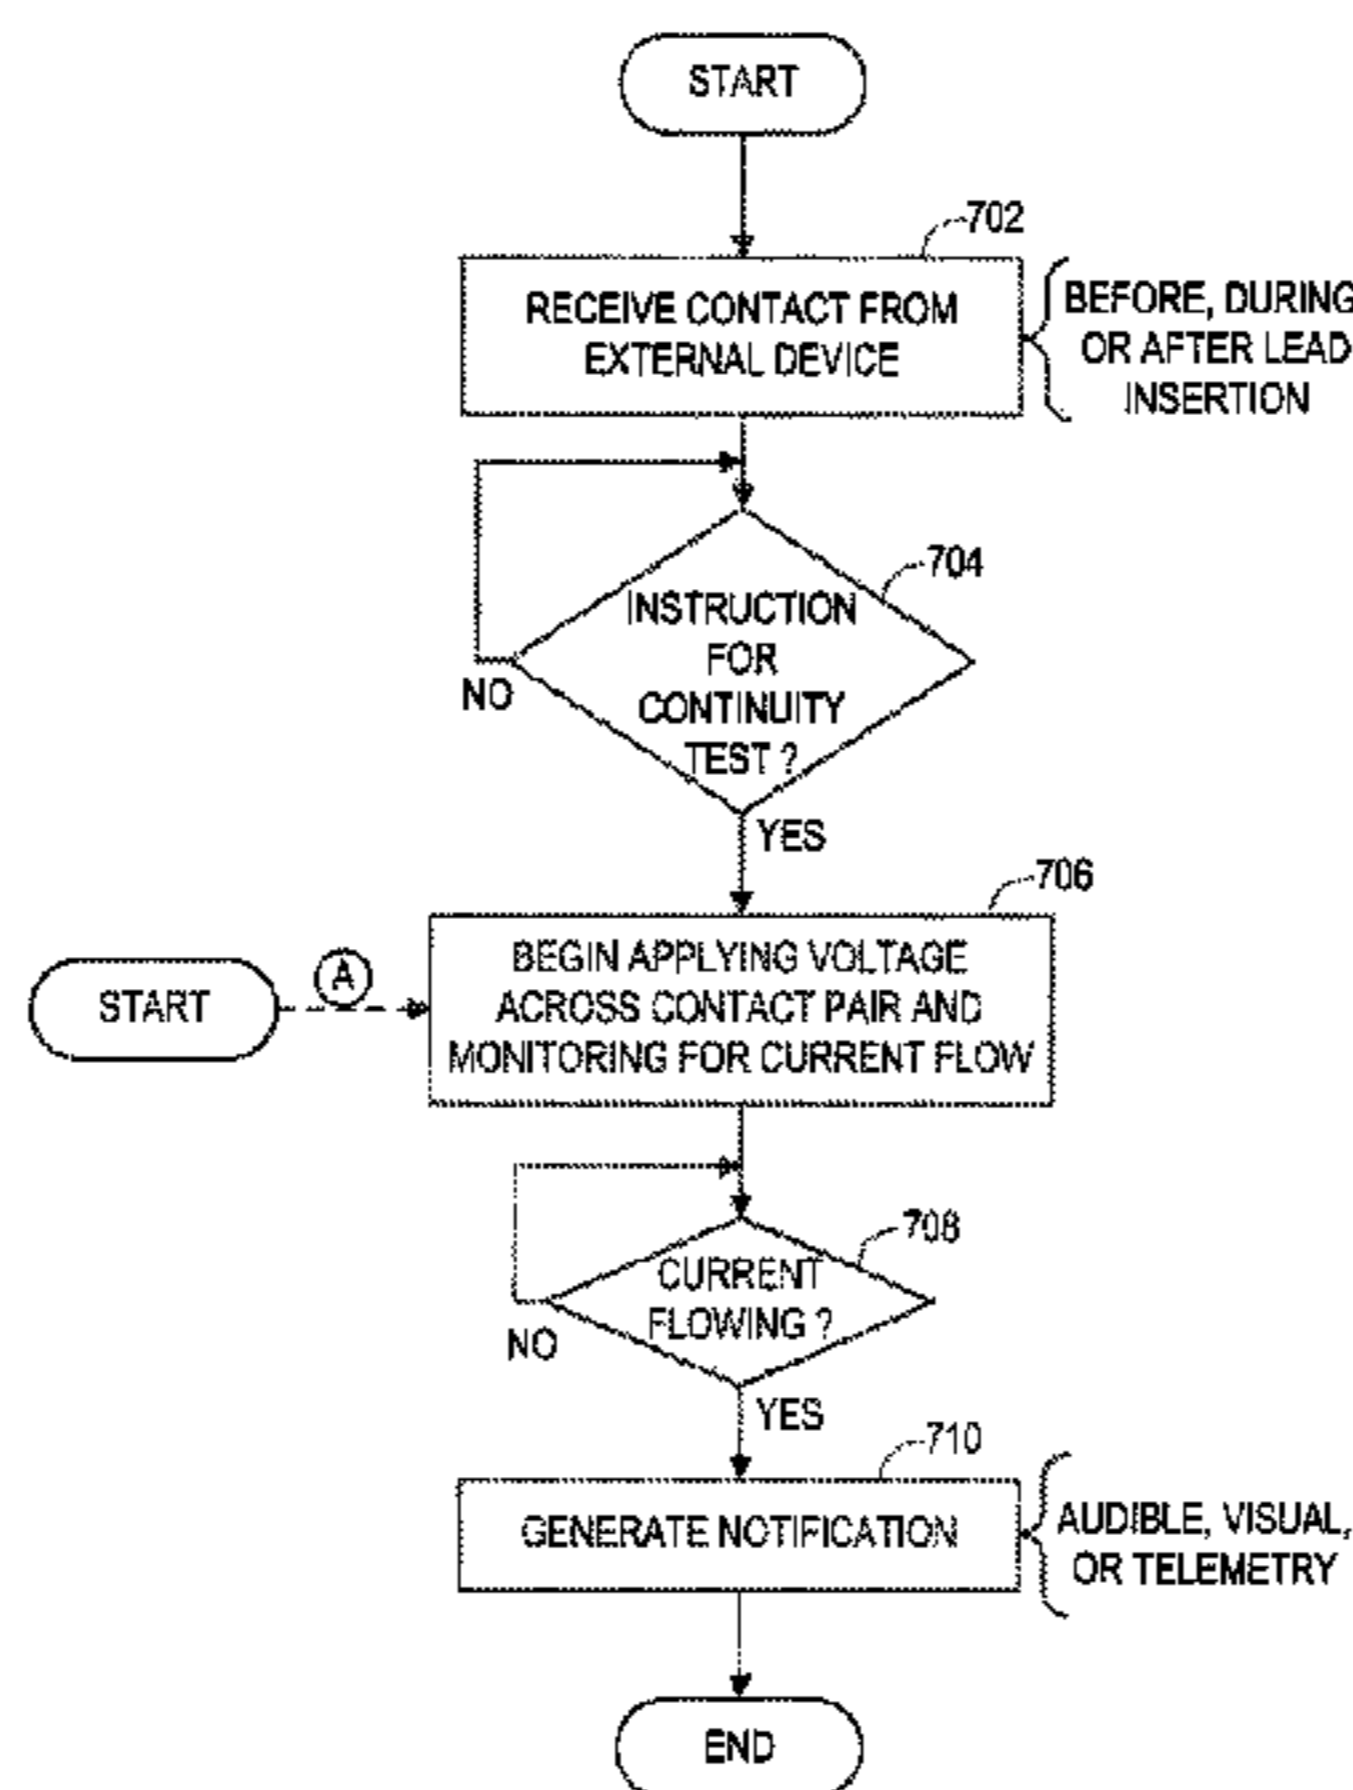 START
702
RECEIVE CONTACT FROM
EXTERNAL DEVICE
BEFORE, DURING
OR AFTER LEAD
INSERTION
704
INSTRUCTION
FOR
CONTINUITY
TEST ?
NO
YES
706
START
A
BEGIN APPLYING VOLTAGE
ACROSS CONTACT PAIR AND
MONITORING FOR CURRENT FLOW
708
CURRENT
FLOWING ?
NO
YES
710
GENERATE NOTIFICATION
AUDIBLE, VISUAL,
OR TELEMETRY
END